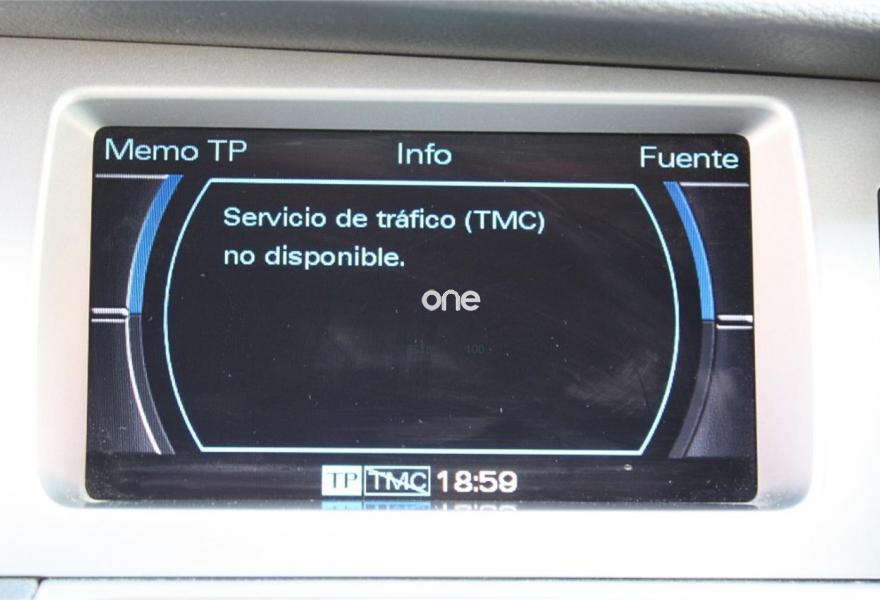 Memo TP Info Fuente
Servicio de tráfico (TMC)
no disponible.
one
TP TMC 18:59